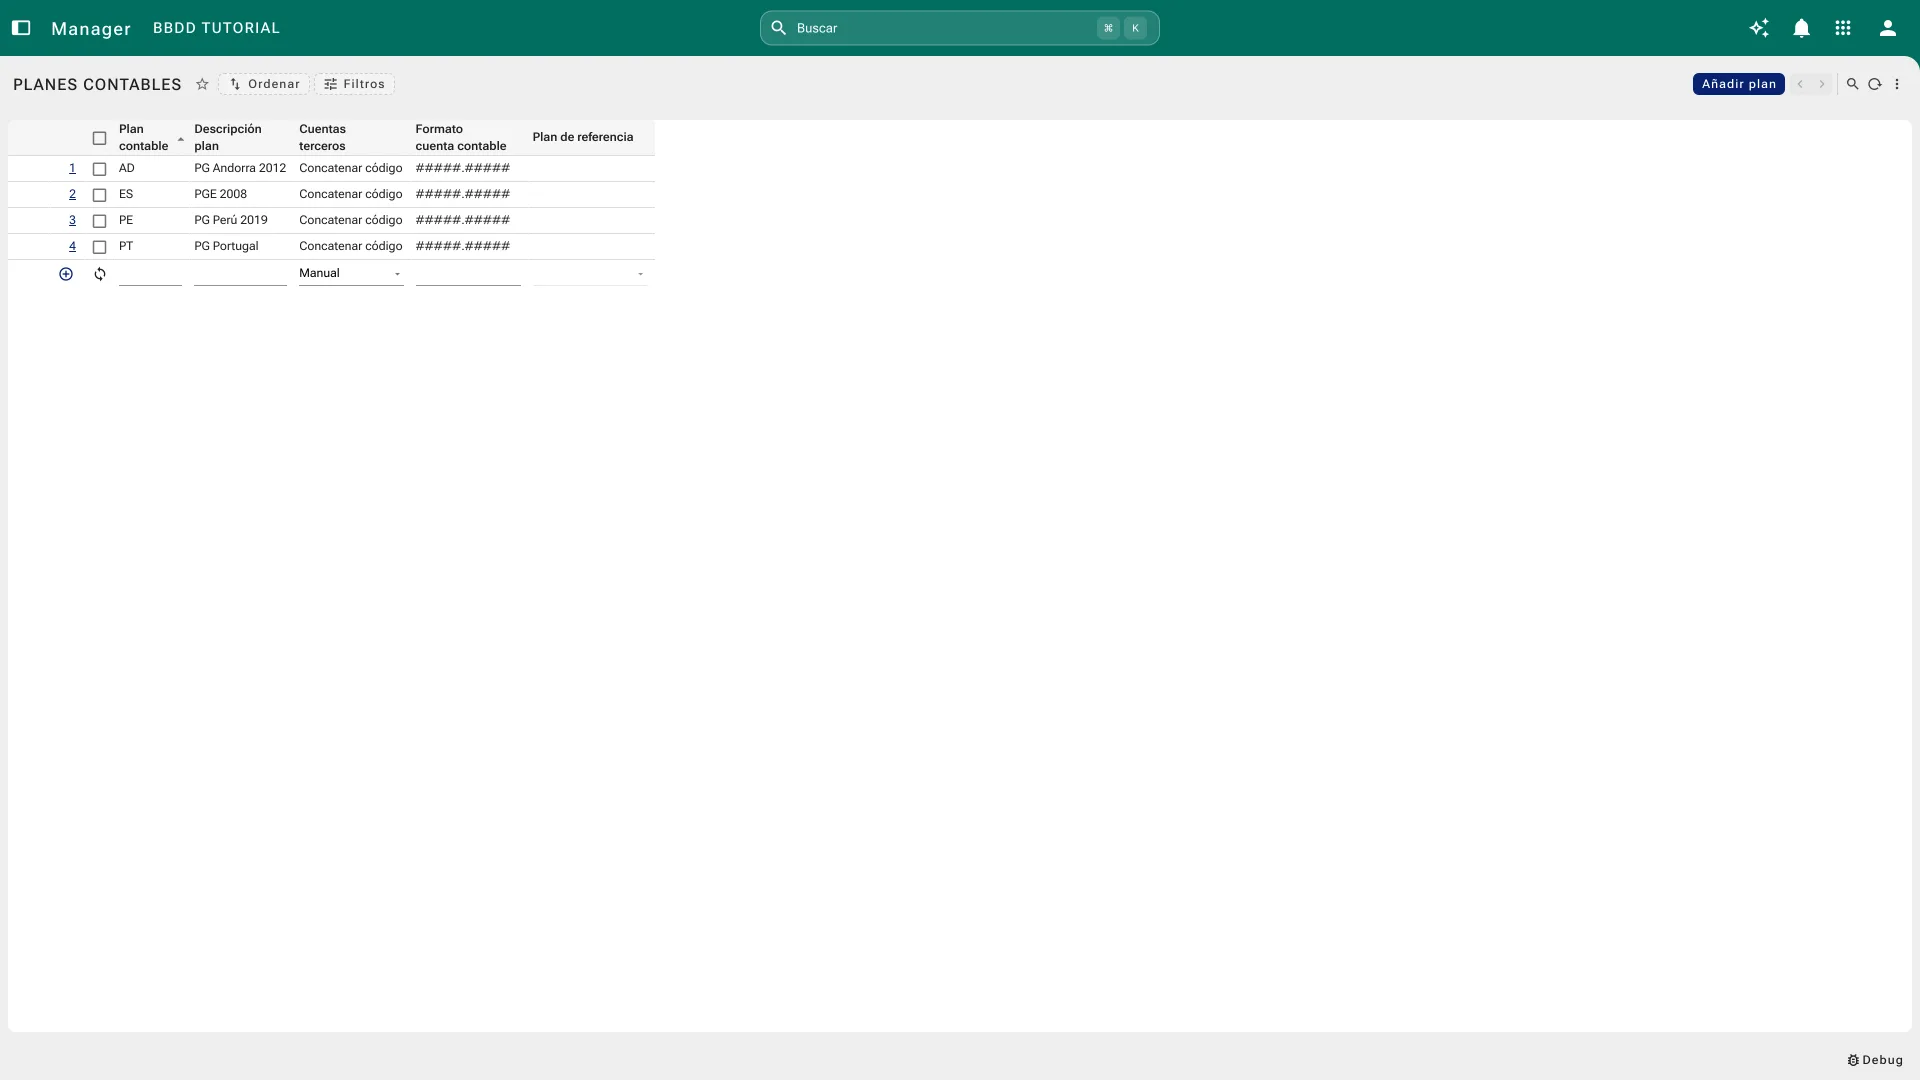 Manager BBDD TUTORIAL Buscar ⌘ K
PLANES CONTABLES Ordenar Filtros Añadir plan
Plan contable Descripción plan Cuentas terceros Formato cuenta contable Plan de referencia
1 AD PG Andorra 2012 Concatenar código #####.#####
2 ES PGE 2008 Concatenar código #####.#####
3 PE PG Perú 2019 Concatenar código #####.#####
4 PT PG Portugal Concatenar código #####.#####
Manual
Debug